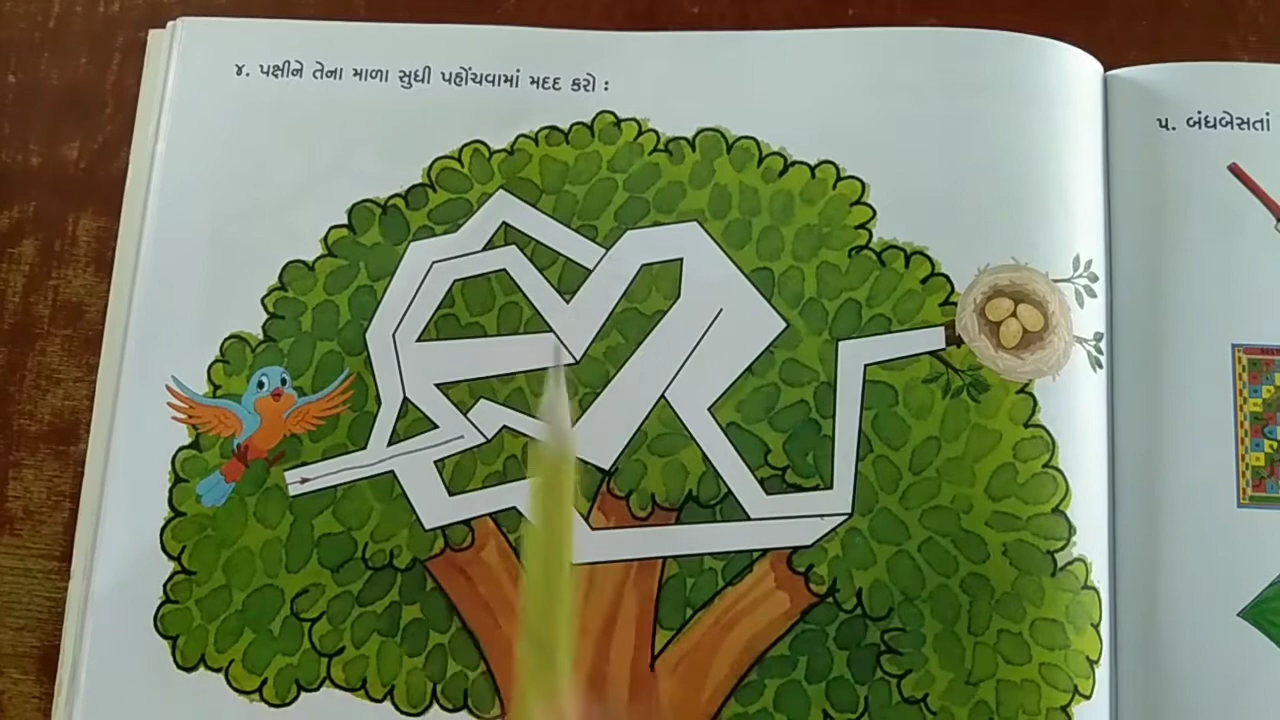 ૪. પક્ષીને તેના માળા સુધી પહોંચવામાં મદદ કરો :
૫. બંધબેસતાં